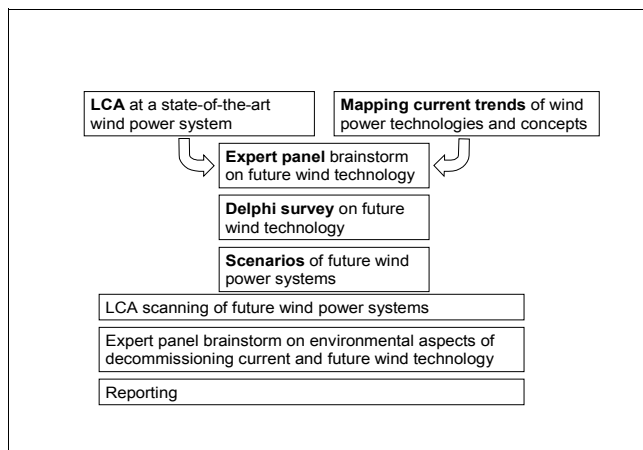 LCA at a state-of-the-art
wind power system
Mapping current trends of wind
power technologies and concepts
Expert panel brainstorm
on future wind technology
Delphi survey on future
wind technology
Scenarios of future wind
power systems
LCA scanning of future wind power systems
Expert panel brainstorm on environmental aspects of
decommissioning current and future wind technology
Reporting